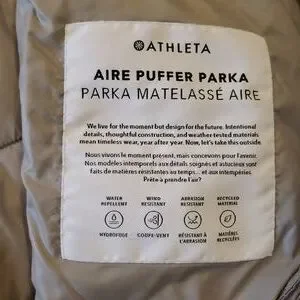 ATHLETA
AIRE PUFFER PARKA
PARKA MATELASSÉ AIRE
We live for the moment but design for the future. Intentional
details, thoughtful construction, and weather-tested materials
mean timeless wear, year after year. Now, let's take this outside.
Nous vivons le moment présent, mais concevons pour l'avenir.
Nos modèles intemporels aux détails soignés et astucieux sont
faits de matières résistantes au temps... et aux intempéries.
Prête à prendre l'air?
WATER REPELLENT
WIND RESISTANT
ABRASION RESISTANT
RECYCLED MATERIAL
HYDROFUGE
COUPE-VENT
RÉSISTANT À L'ABRASION
MATIÈRES RECYCLÉES